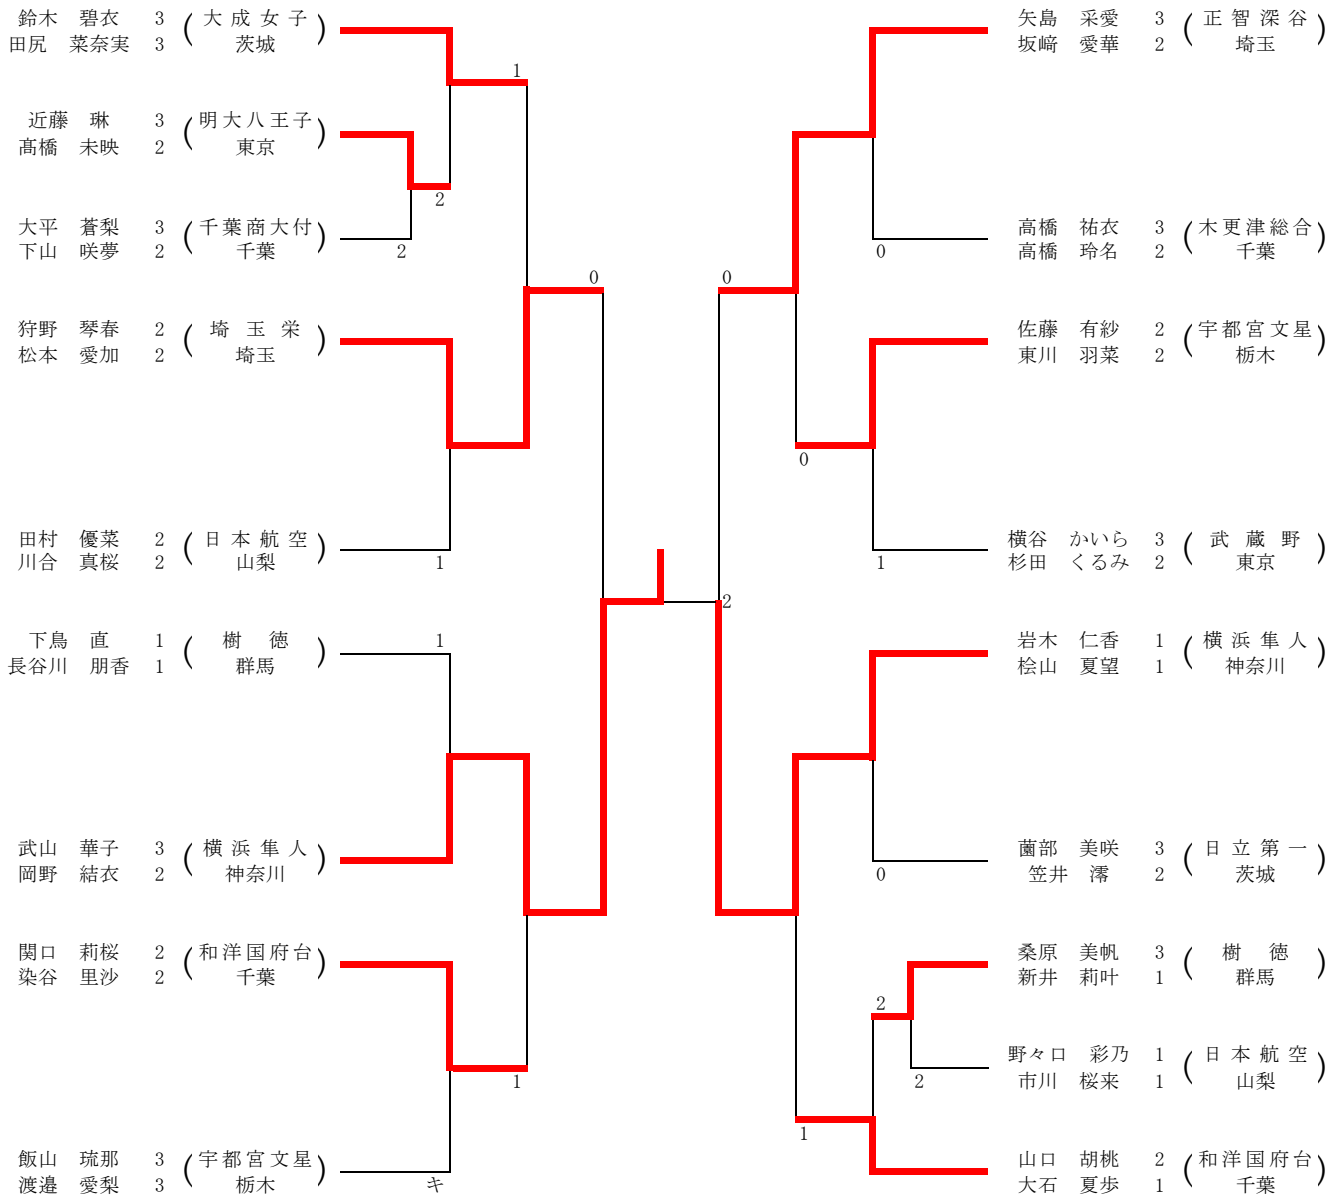 鈴木　碧衣　3 ( 大成女子 )
田尻　菜奈実　3　茨城
1
近藤　琳　3 ( 明大八王子 )
髙橋　未映　2　東京
2
大平　蒼梨　3 ( 千葉商大付 )
下山　咲夢　2　千葉
2
0
狩野　琴春　2 ( 埼玉栄 )
松本　愛加　2　埼玉
田村　優菜　2 ( 日本航空 )
川合　真桜　2　山梨
1
下鳥　直　1 ( 樹徳 )
長谷川　朋香　1　群馬
1
武山　華子　3 ( 横浜隼人 )
岡野　結衣　2　神奈川
関口　莉桜　2 ( 和洋国府台 )
染谷　里沙　2　千葉
1
飯山　琉那　3 ( 宇都宮文星 )
渡邉　愛梨　3　栃木
キ
矢島　采愛　3 ( 正智深谷 )
坂﨑　愛華　2　埼玉
高橋　祐衣　3 ( 木更津総合 )
高橋　玲名　2　千葉
0
0
佐藤　有紗　2 ( 宇都宮文星 )
東川　羽菜　2　栃木
0
横谷　かいら　3 ( 武蔵野 )
杉田　くるみ　2　東京
1
2
岩木　仁香　1 ( 横浜隼人 )
桧山　夏望　1　神奈川
薗部　美咲　3 ( 日立第一 )
笠井　澪　2　茨城
0
桑原　美帆　3 ( 樹徳 )
新井　莉叶　1　群馬
2
野々口　彩乃　1 ( 日本航空 )
市川　桜来　1　山梨
2
1
山口　胡桃　2 ( 和洋国府台 )
大石　夏歩　1　千葉